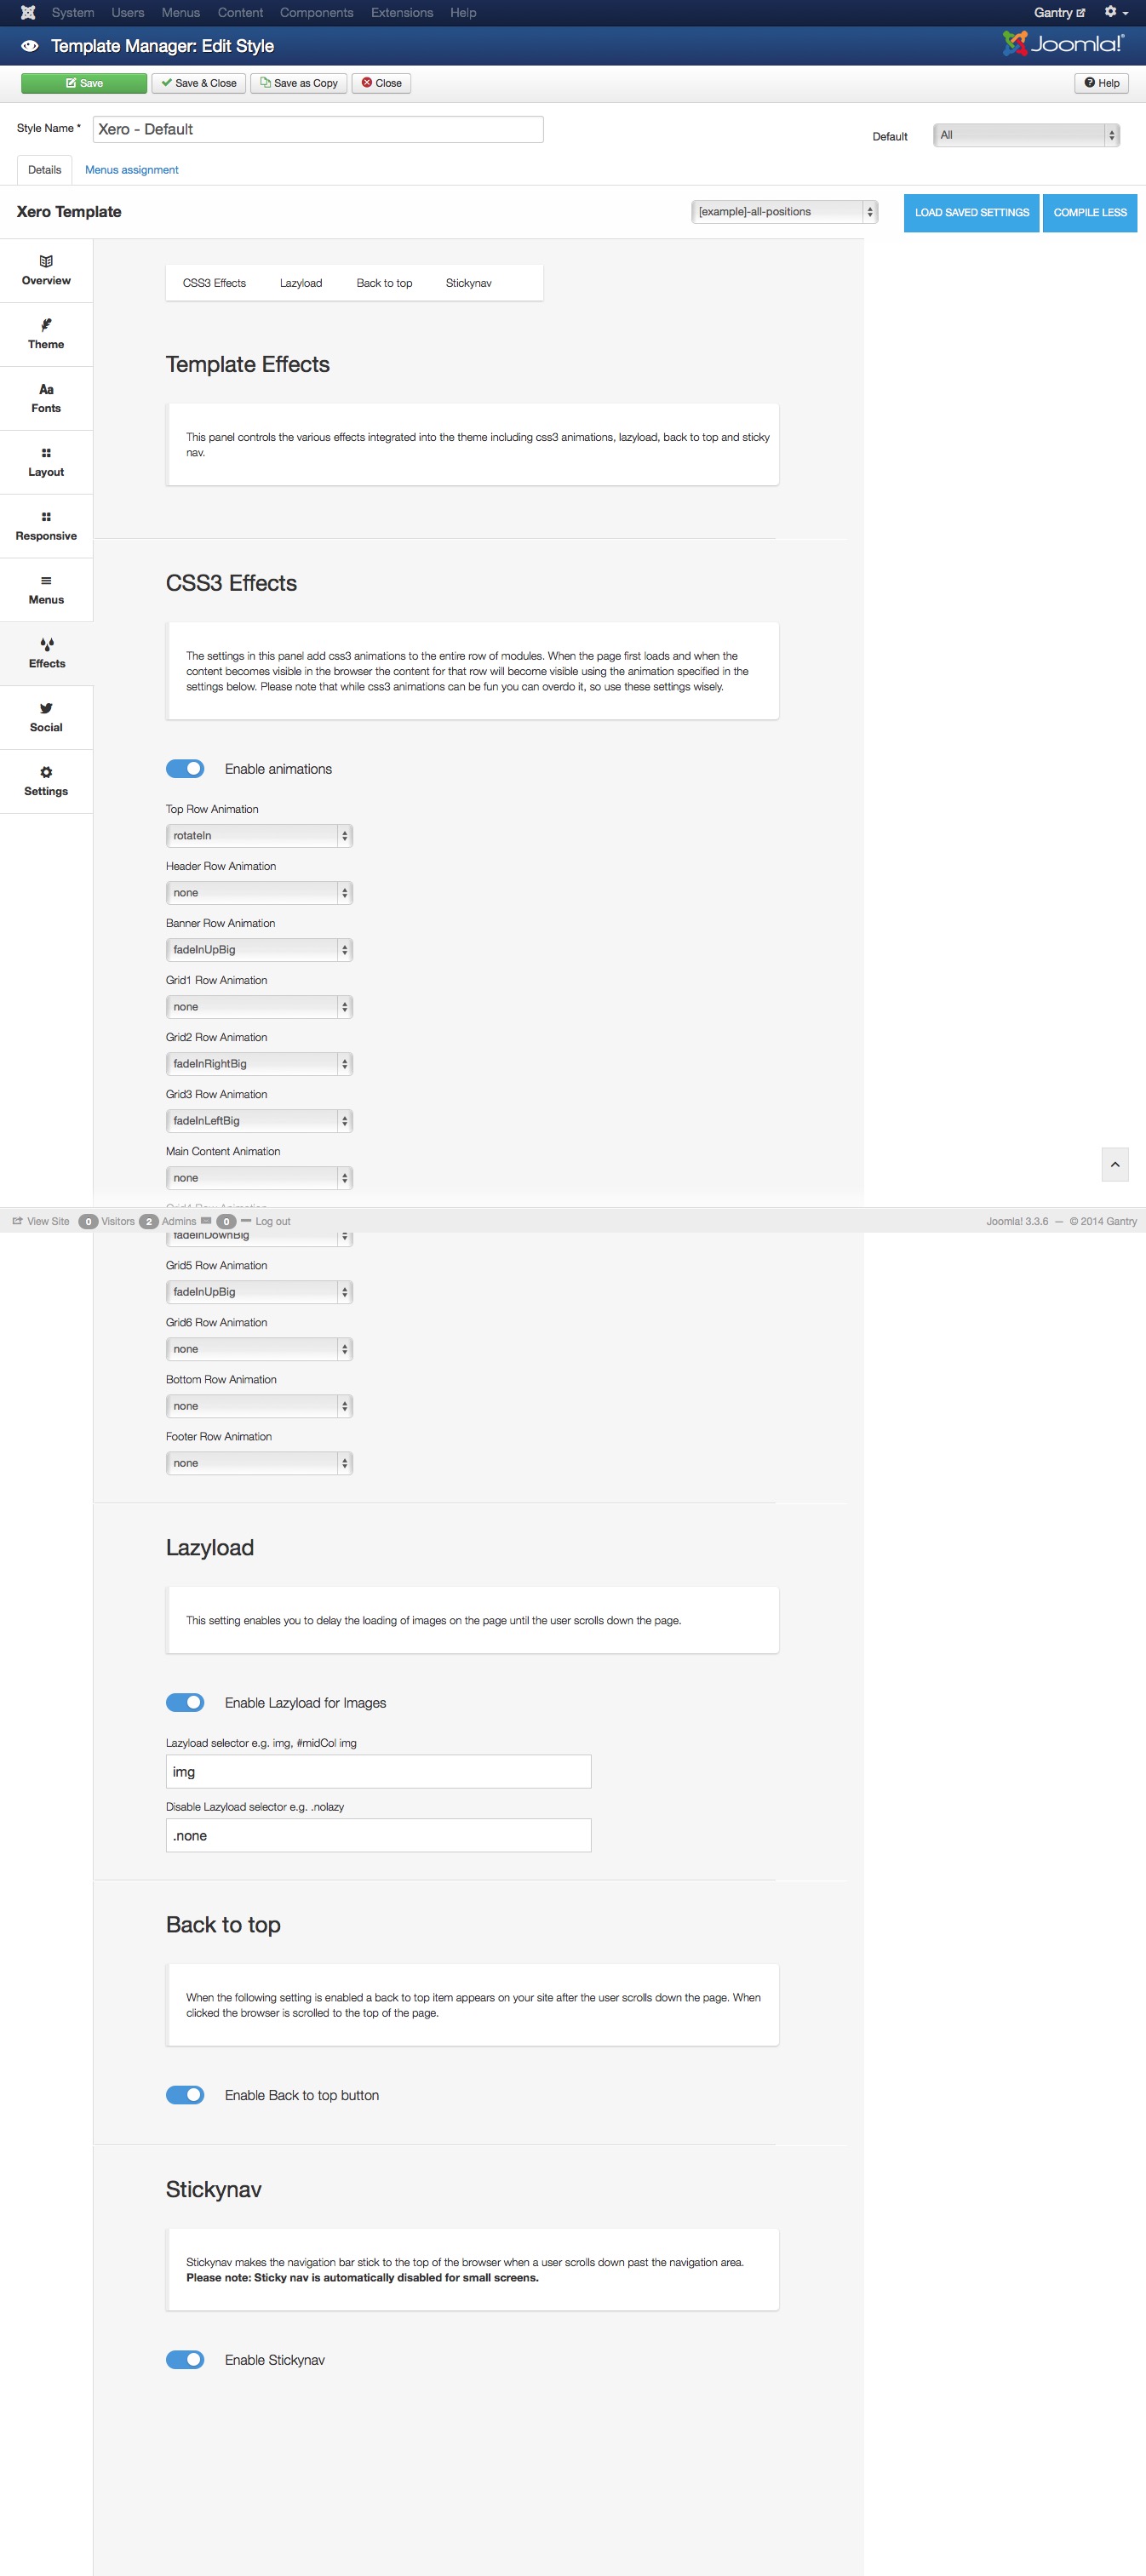 System Users Menus Content Components Extensions Help Gantry
Template Manager: Edit Style Joomla!®
Save Save & Close Save as Copy Close Help
Style Name * Xero - Default Default All
Details Menus assignment
Xero Template [example]-all-positions LOAD SAVED SETTINGS COMPILE LESS
Overview
Theme
Aa
Fonts
Layout
Responsive
Menus
Effects
Social
Settings
CSS3 Effects Lazyload Back to top Stickynav
Template Effects
This panel controls the various effects integrated into the theme including css3 animations, lazyload, back to top and sticky
nav.
CSS3 Effects
The settings in this panel add css3 animations to the entire row of modules. When the page first loads and when the
content becomes visible in the browser the content for that row will become visible using the animation specified in the
settings below. Please note that while css3 animations can be fun you can overdo it, so use these settings wisely.
Enable animations
Top Row Animation
rotateIn
Header Row Animation
none
Banner Row Animation
fadeInUpBig
Grid1 Row Animation
none
Grid2 Row Animation
fadeInRightBig
Grid3 Row Animation
fadeInLeftBig
Main Content Animation
none
Grid4 Row Animation
View Site 0 Visitors 2 Admins 0 Log out Joomla! 3.3.6 — © 2014 Gantry
fadeInDownBig
Grid5 Row Animation
fadeInUpBig
Grid6 Row Animation
none
Bottom Row Animation
none
Footer Row Animation
none
Lazyload
This setting enables you to delay the loading of images on the page until the user scrolls down the page.
Enable Lazyload for Images
Lazyload selector e.g. img, #midCol img
img
Disable Lazyload selector e.g. .nolazy
.none
Back to top
When the following setting is enabled a back to top item appears on your site after the user scrolls down the page. When
clicked the browser is scrolled to the top of the page.
Enable Back to top button
Stickynav
Stickynav makes the navigation bar stick to the top of the browser when a user scrolls down past the navigation area.
Please note: Sticky nav is automatically disabled for small screens.
Enable Stickynav